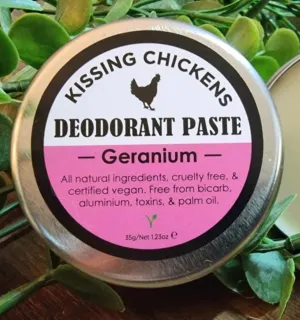 KISSING CHICKENS
DEODORANT PASTE
— Geranium —
All natural ingredients, cruelty free, &
certified vegan. Free from bicarb,
aluminium, toxins, & palm oil.
35g/Net 1.23oz ℮